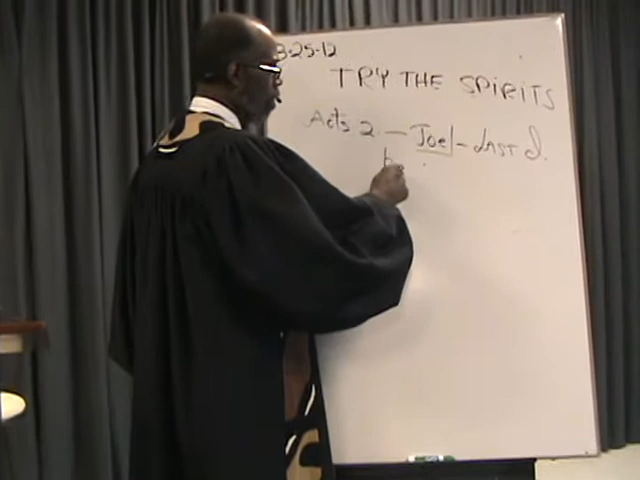 3-25-12
TRY THE SPIRITS
Acts 2 — Joel - LAST d.